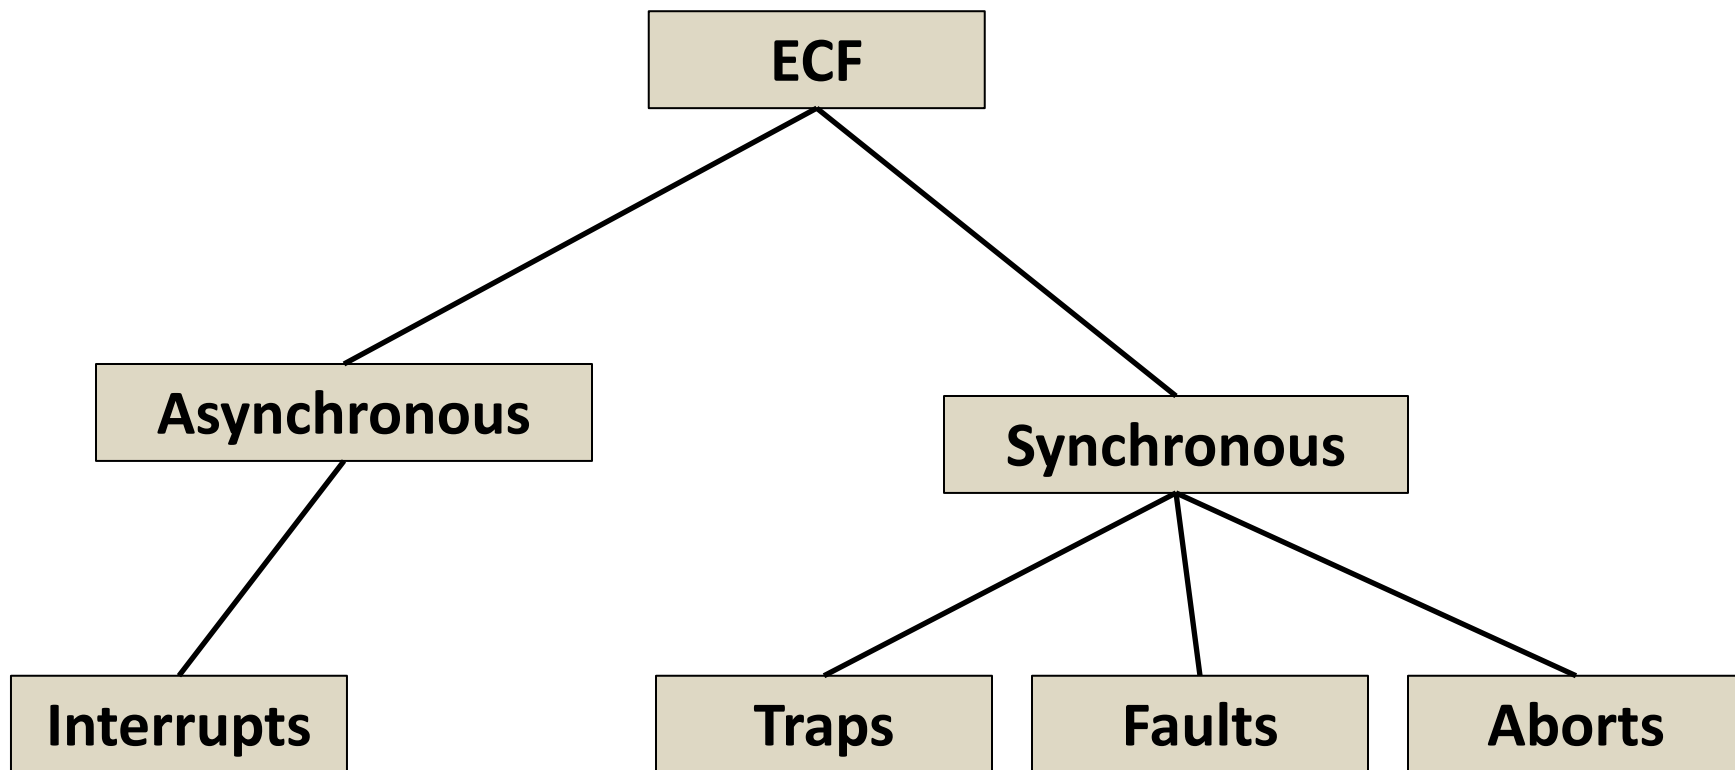 ECF
Asynchronous
Synchronous
Interrupts
Traps
Faults
Aborts